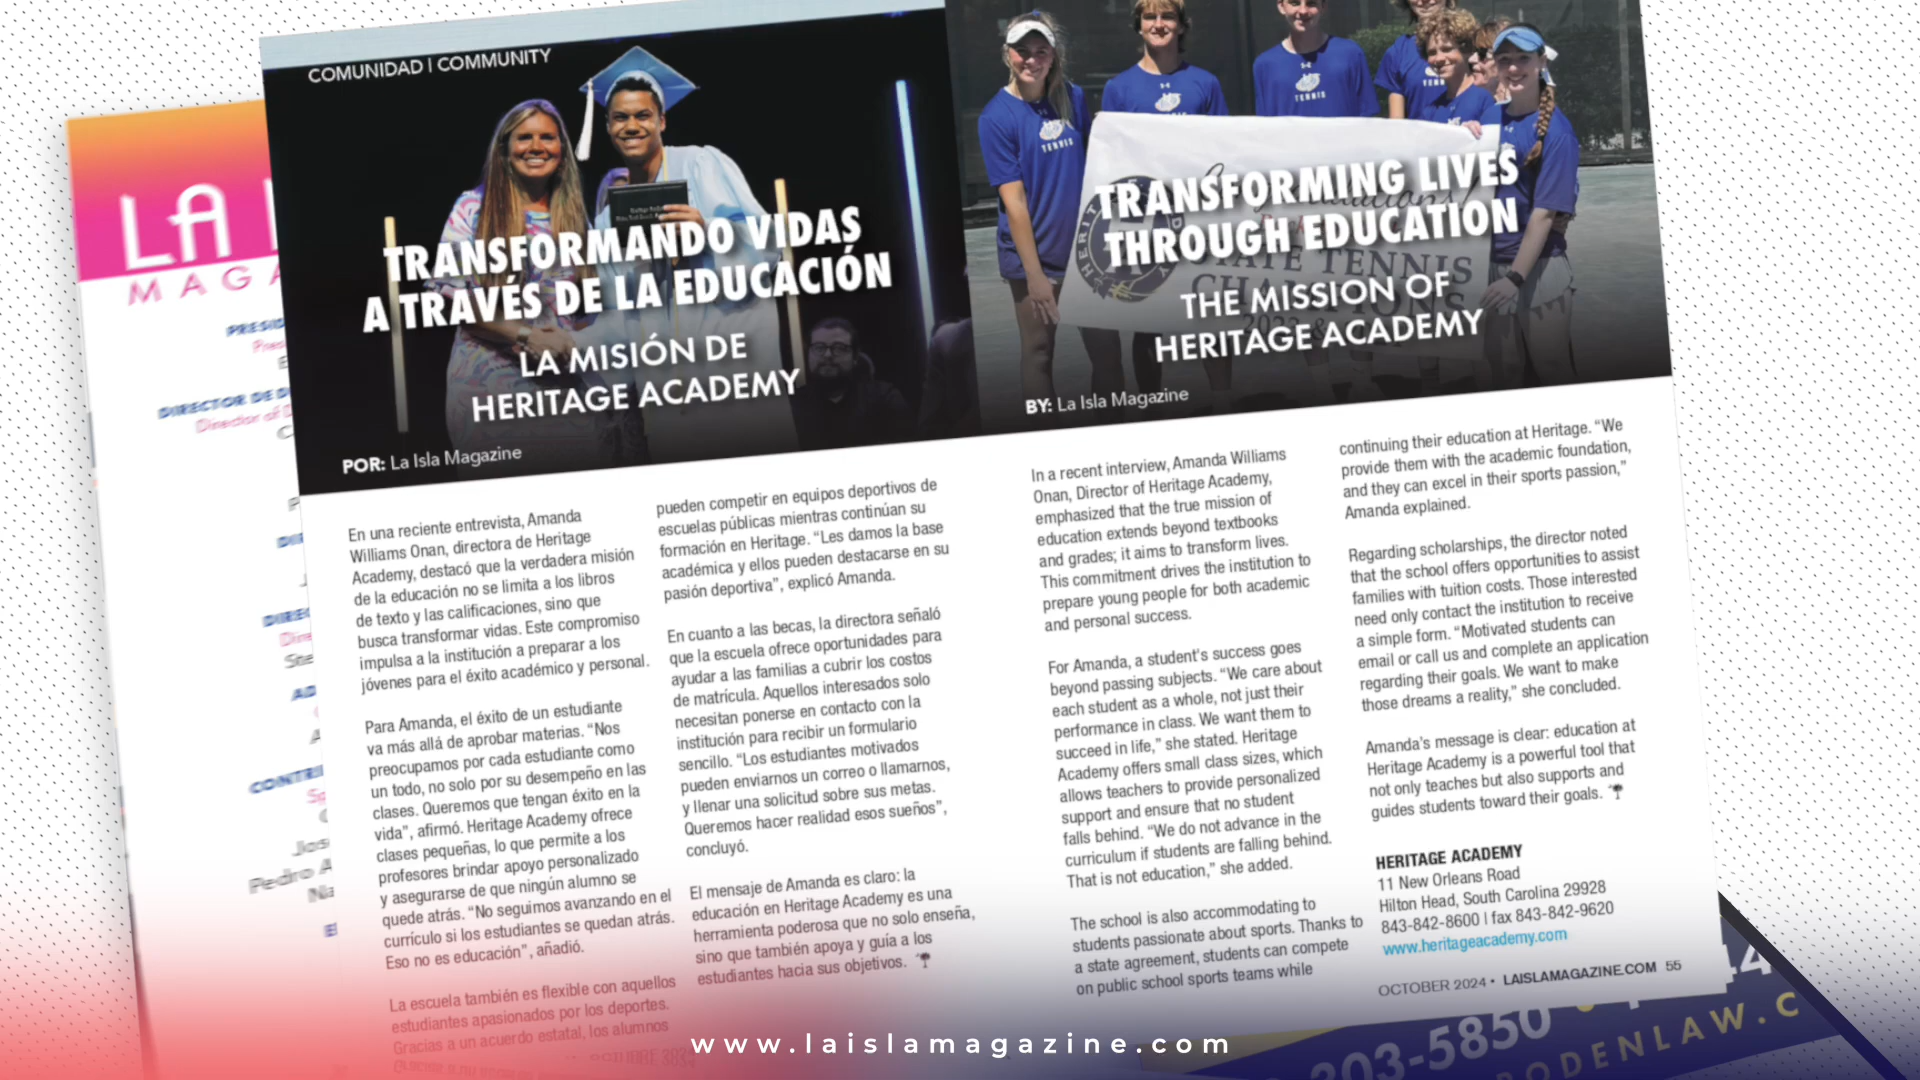 LA
MAGA
PRESID
DIRECTOR DE D
Director of D
CONTRI
Pedro A
COMUNIDAD | COMMUNITY
TRANSFORMANDO VIDAS
A TRAVÉS DE LA EDUCACIÓN
LA MISIÓN DE
HERITAGE ACADEMY
POR: La Isla Magazine
En una reciente entrevista, Amanda
Williams Onan, directora de Heritage
Academy, destacó que la verdadera misión
de la educación no se limita a los libros
de texto y las calificaciones, sino que
busca transformar vidas. Este compromiso
impulsa a la institución a preparar a los
jóvenes para el éxito académico y personal.
Para Amanda, el éxito de un estudiante
va más allá de aprobar materias. “Nos
preocupamos por cada estudiante como
un todo, no solo por su desempeño en las
clases. Queremos que tengan éxito en la
vida”, afirmó. Heritage Academy ofrece
clases pequeñas, lo que permite a los
profesores brindar apoyo personalizado
y asegurarse de que ningún alumno se
quede atrás. “No seguimos avanzando en el
currículo si los estudiantes se quedan atrás.
Eso no es educación”, añadió.
La escuela también es flexible con aquellos
estudiantes apasionados por los deportes.
Gracias a un acuerdo estatal, los alumnos
pueden competir en equipos deportivos de
escuelas públicas mientras continúan su
formación en Heritage. “Les damos la base
académica y ellos pueden destacarse en su
pasión deportiva”, explicó Amanda.
En cuanto a las becas, la directora señaló
que la escuela ofrece oportunidades para
ayudar a las familias a cubrir los costos
de matrícula. Aquellos interesados solo
necesitan ponerse en contacto con la
institución para recibir un formulario
sencillo. “Los estudiantes motivados
pueden enviarnos un correo o llamarnos,
y llenar una solicitud sobre sus metas.
Queremos hacer realidad esos sueños”,
concluyó.
El mensaje de Amanda es claro: la
educación en Heritage Academy es una
herramienta poderosa que no solo enseña,
sino que también apoya y guía a los
estudiantes hacia sus objetivos.
TENNIS
TENNIS
TENNIS
STATE TENNIS
CHAMPIONS
TRANSFORMING LIVES
THROUGH EDUCATION
THE MISSION OF
HERITAGE ACADEMY
BY: La Isla Magazine
In a recent interview, Amanda Williams
Onan, Director of Heritage Academy,
emphasized that the true mission of
education extends beyond textbooks
and grades; it aims to transform lives.
This commitment drives the institution to
prepare young people for both academic
and personal success.
For Amanda, a student's success goes
beyond passing subjects. “We care about
each student as a whole, not just their
performance in class. We want them to
succeed in life,” she stated. Heritage
Academy offers small class sizes, which
allows teachers to provide personalized
support and ensure that no student
falls behind. “We do not advance in the
curriculum if students are falling behind.
That is not education,” she added.
The school is also accommodating to
students passionate about sports. Thanks to
a state agreement, students can compete
on public school sports teams while
continuing their education at Heritage. “We
provide them with the academic foundation,
and they can excel in their sports passion,”
Amanda explained.
Regarding scholarships, the director noted
that the school offers opportunities to assist
families with tuition costs. Those interested
need only contact the institution to receive
a simple form. “Motivated students can
email or call us and complete an application
regarding their goals. We want to make
those dreams a reality,” she concluded.
Amanda’s message is clear: education at
Heritage Academy is a powerful tool that
not only teaches but also supports and
guides students toward their goals.
HERITAGE ACADEMY
11 New Orleans Road
Hilton Head, South Carolina 29928
843-842-8600 | fax 843-842-9620
www.heritageacademy.com
OCTOBER 2024 • LAISLAMAGAZINE.COM 55
203-5850
ODENLAW.C
www.laislamagazine.com